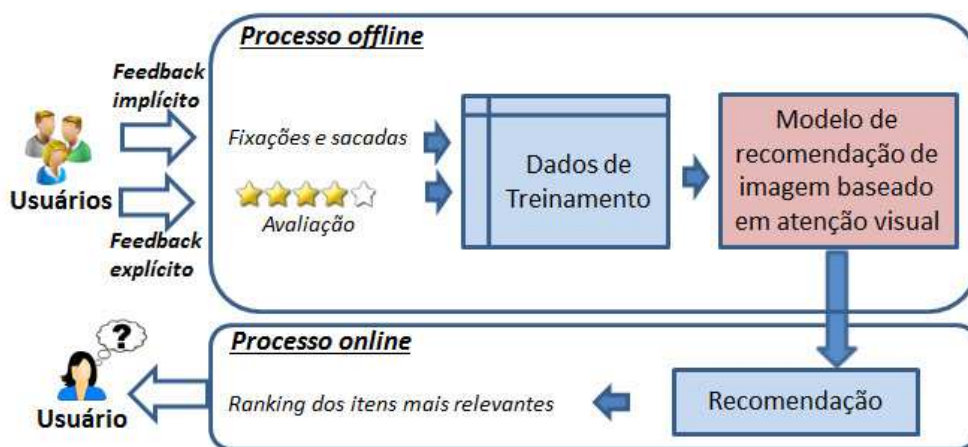 Processo offline
Feedback
implícito
Usuários
Feedback
explícito
Fixações e sacadas
Avaliação
Dados de
Treinamento
Modelo de
recomendação de
imagem baseado
em atenção visual
Processo online
?
Usuário
Ranking dos itens mais relevantes
Recomendação